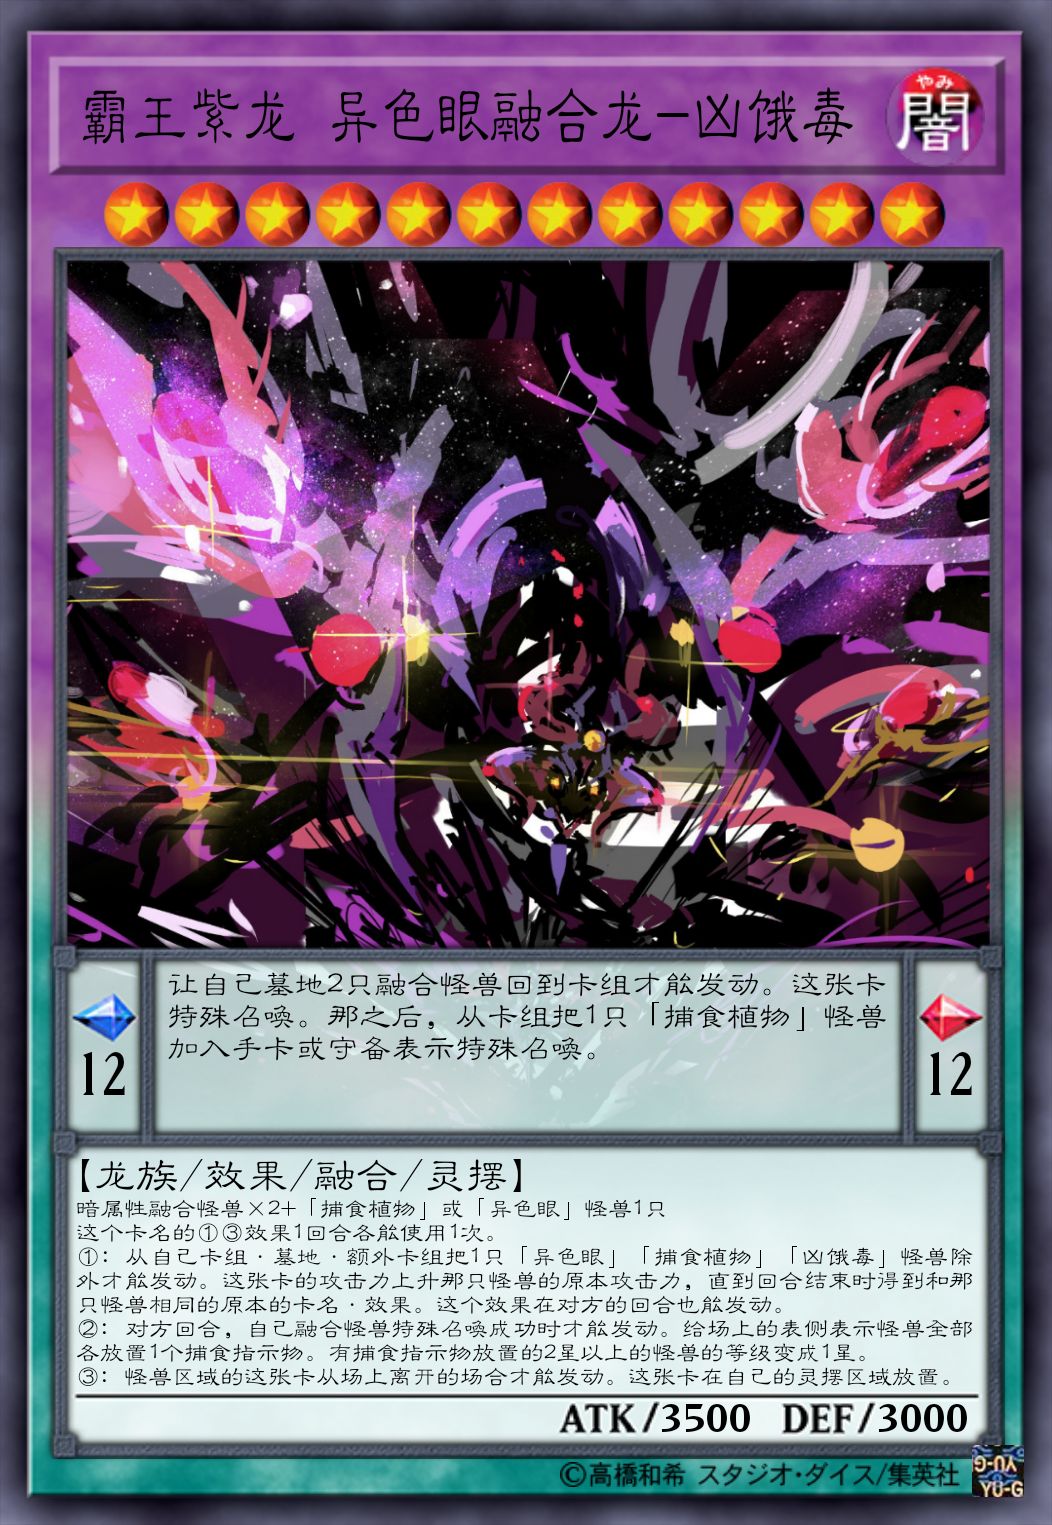 霸王紫龙 异色眼融合龙-凶饿毒
やみ
闇
让自己墓地2只融合怪兽回到卡组才能发动。这张卡
特殊召唤。那之后，从卡组把1只「捕食植物」怪兽
加入手卡或守备表示特殊召唤。
12
12
【龙族/效果/融合/灵摆】
暗属性融合怪兽×2+「捕食植物」或「异色眼」怪兽1只
这个卡名的①③效果1回合各能使用1次。
①：从自己卡组·墓地·额外卡组把1只「异色眼」「捕食植物」「凶饿毒」怪兽除
外才能发动。这张卡的攻击力上升那只怪兽的原本攻击力，直到回合结束时得到和那
只怪兽相同的原本的卡名·效果。这个效果在对方的回合也能发动。
②：对方回合，自己融合怪兽特殊召唤成功时才能发动。给场上的表侧表示怪兽全部
各放置1个捕食指示物。有捕食指示物放置的2星以上的怪兽的等级变成1星。
③：怪兽区域的这张卡从场上离开的场合才能发动。这张卡在自己的灵摆区域放置。
ATK/3500 DEF/3000
©高橋和希 スタジオ·ダイス/集英社
YU-G
YU-G